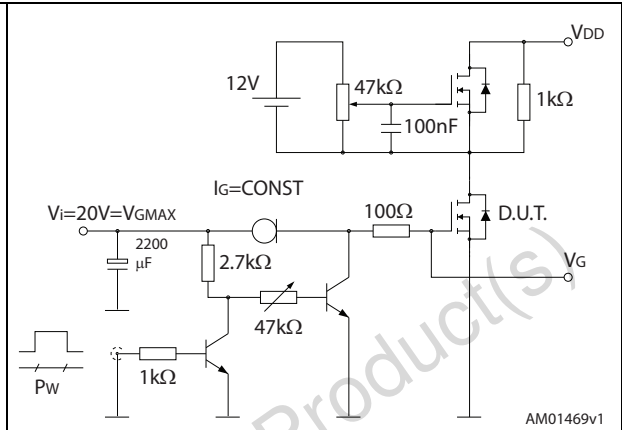 VDD
12V
47kΩ
1kΩ
100nF
IG=CONST
Vi=20V=VGMAX
100Ω
D.U.T.
2200
μF
2.7kΩ
VG
47kΩ
1kΩ
PW
Product(s)
AM01469v1